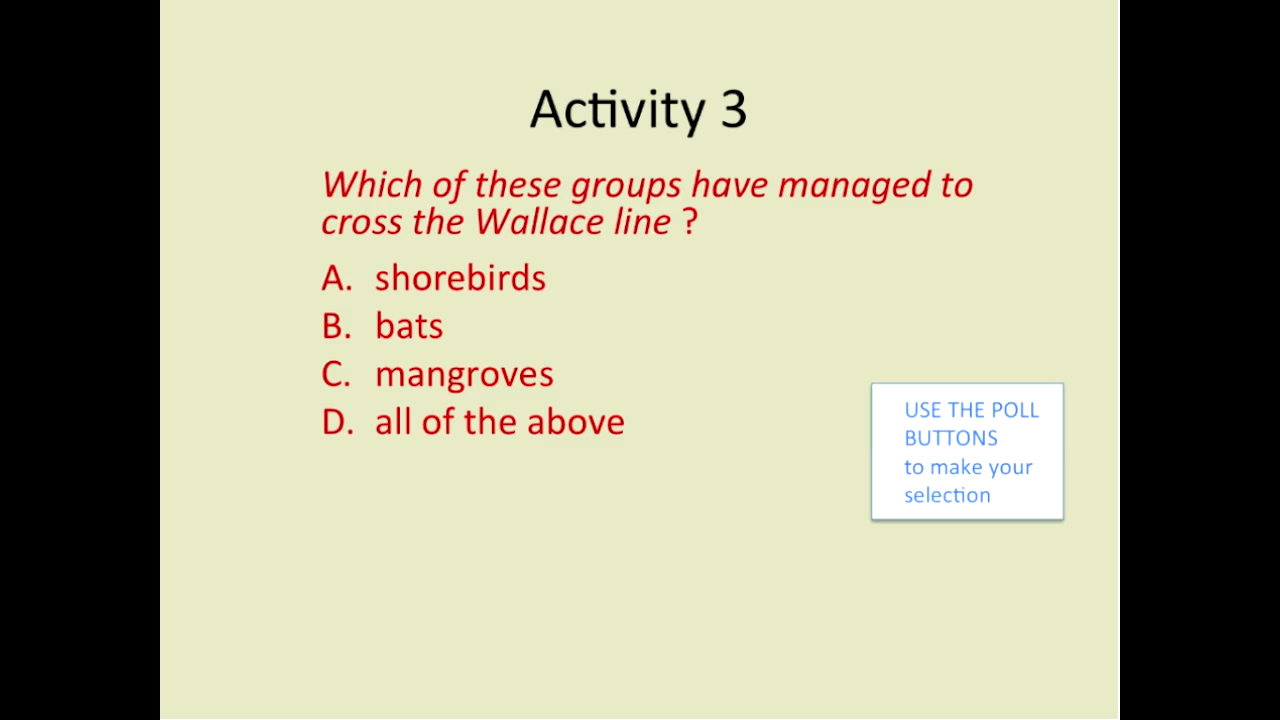 Activity 3
Which of these groups have managed to
cross the Wallace line ?
A. shorebirds
B. bats
C. mangroves
D. all of the above
USE THE POLL
BUTTONS
to make your
selection